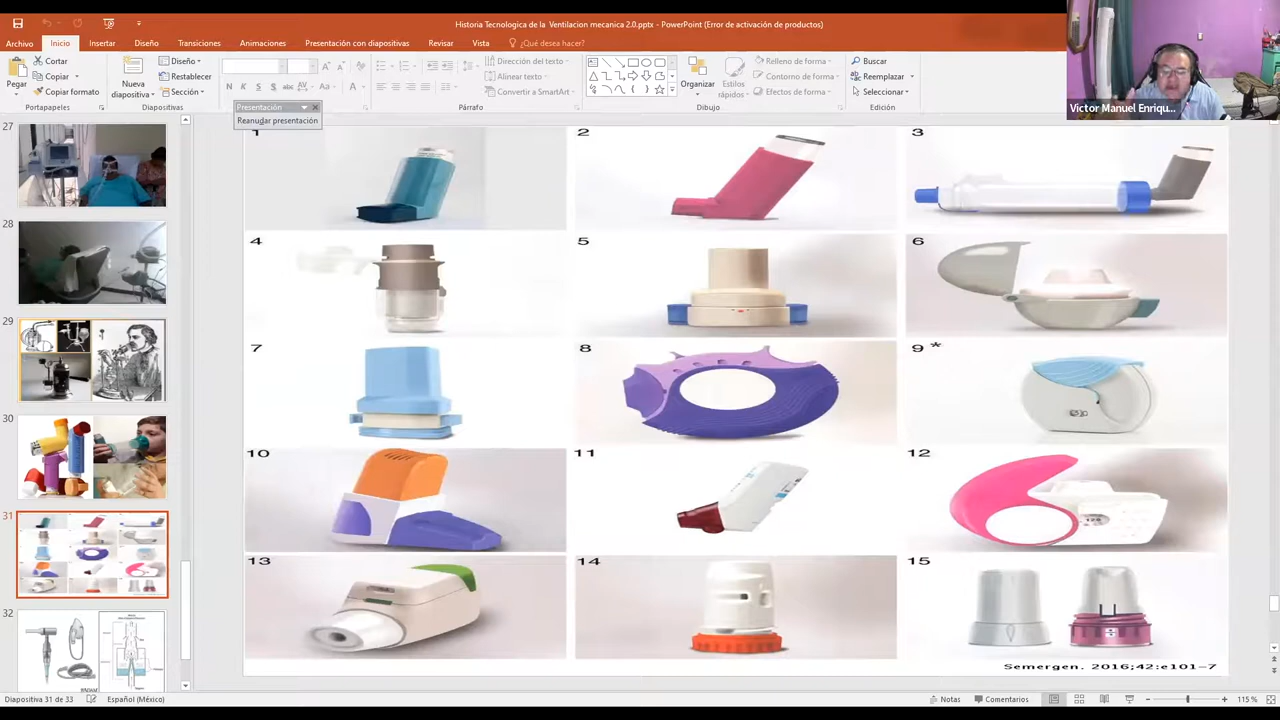 Historia Tecnologica de la Ventilacion mecanica 2.0.pptx - PowerPoint (Error de activación de productos)
Archivo Inicio Insertar Diseño Transiciones Animaciones Presentación con diapositivas Revisar Vista ¿Qué desea hacer?
Pegar
Cortar
Copiar
Copiar formato
Portapapeles
Nueva diapositiva
Diseño
Restablecer
Sección
Diapositivas
N K S abc AV Aa A
Presentación
Reanudar presentación
Dirección del texto
Alinear texto
Convertir a SmartArt
Párrafo
Organizar
Estilos rápidos
Relleno de forma
Contorno de forma
Efectos de forma
Dibujo
Buscar
Reemplazar
Seleccionar
Edición
Victor Manuel Enriqu...
27
28
29
30
31
32
1 2 3
4 5 6
7 8 9*
10 11 12
13 14 15
Semergen. 2016;42:e101-7
Diapositiva 31 de 33 Español (México) Notas Comentarios 115 %